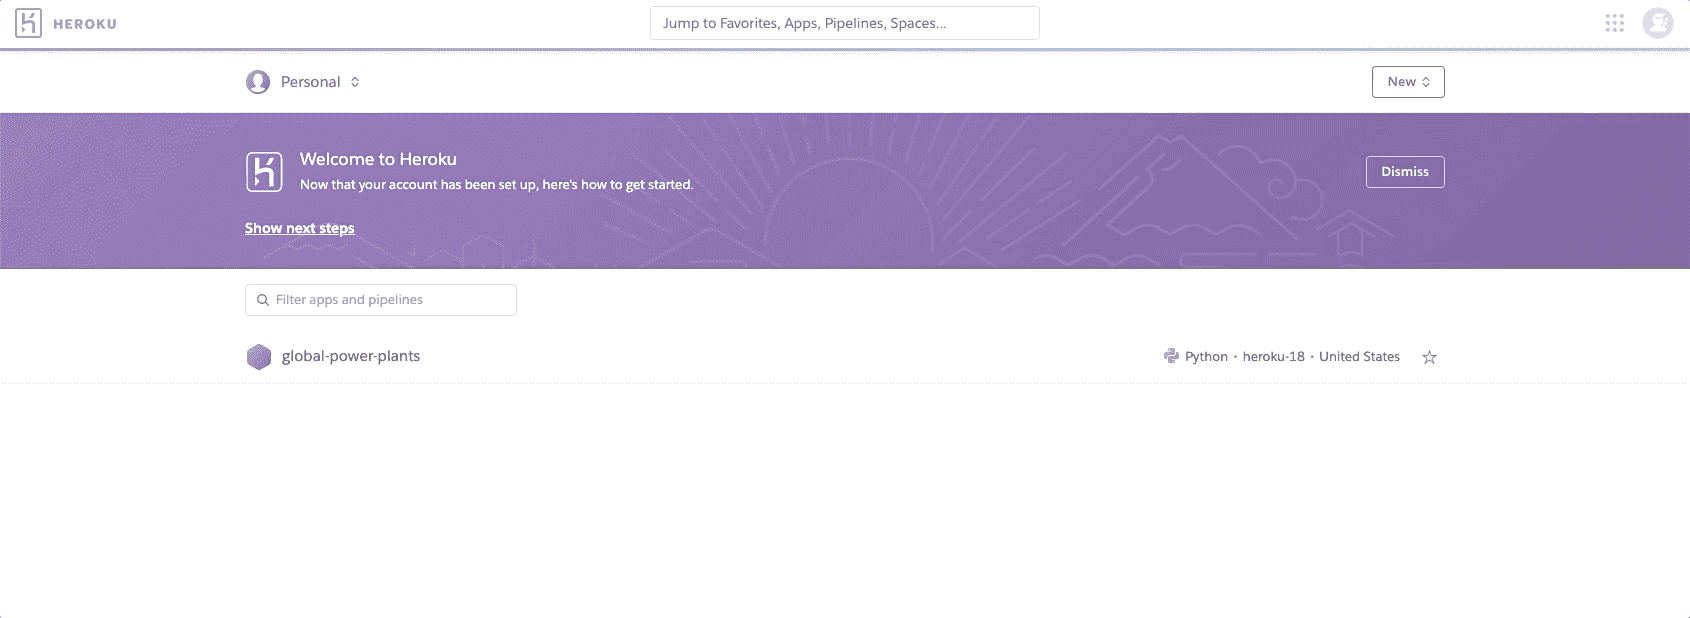 HEROKU
Jump to Favorites, Apps, Pipelines, Spaces...
Personal
New
Welcome to Heroku
Now that your account has been set up, here's how to get started.
Dismiss
Show next steps
Filter apps and pipelines
global-power-plants
Python • heroku-18 • United States